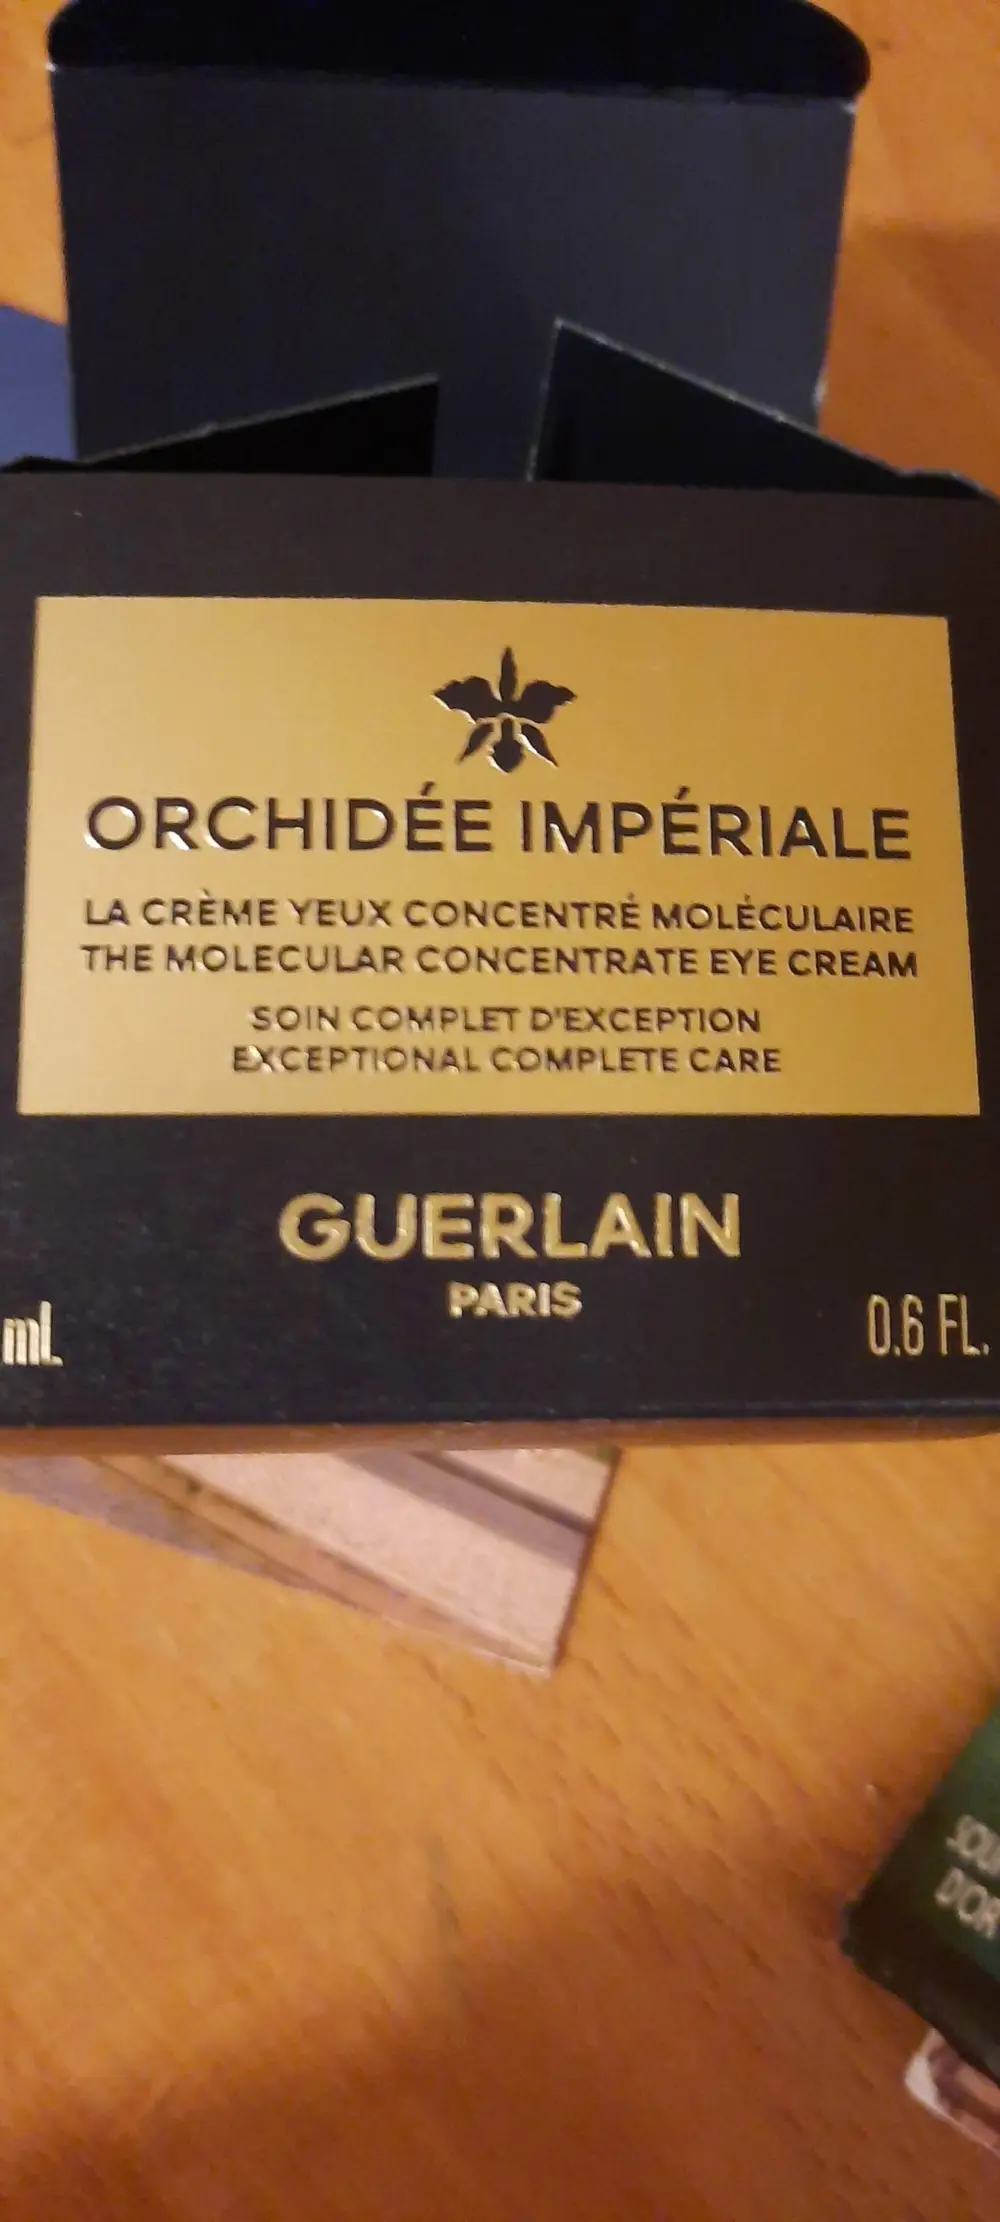 ORCHIDÉE IMPÉRIALE
LA CRÈME YEUX CONCENTRÉ MOLÉCULAIRE
THE MOLECULAR CONCENTRATE EYE CREAM
SOIN COMPLET D'EXCEPTION
EXCEPTIONAL COMPLETE CARE
GUERLAIN
PARIS
mL 0.6 FL.
D'OR